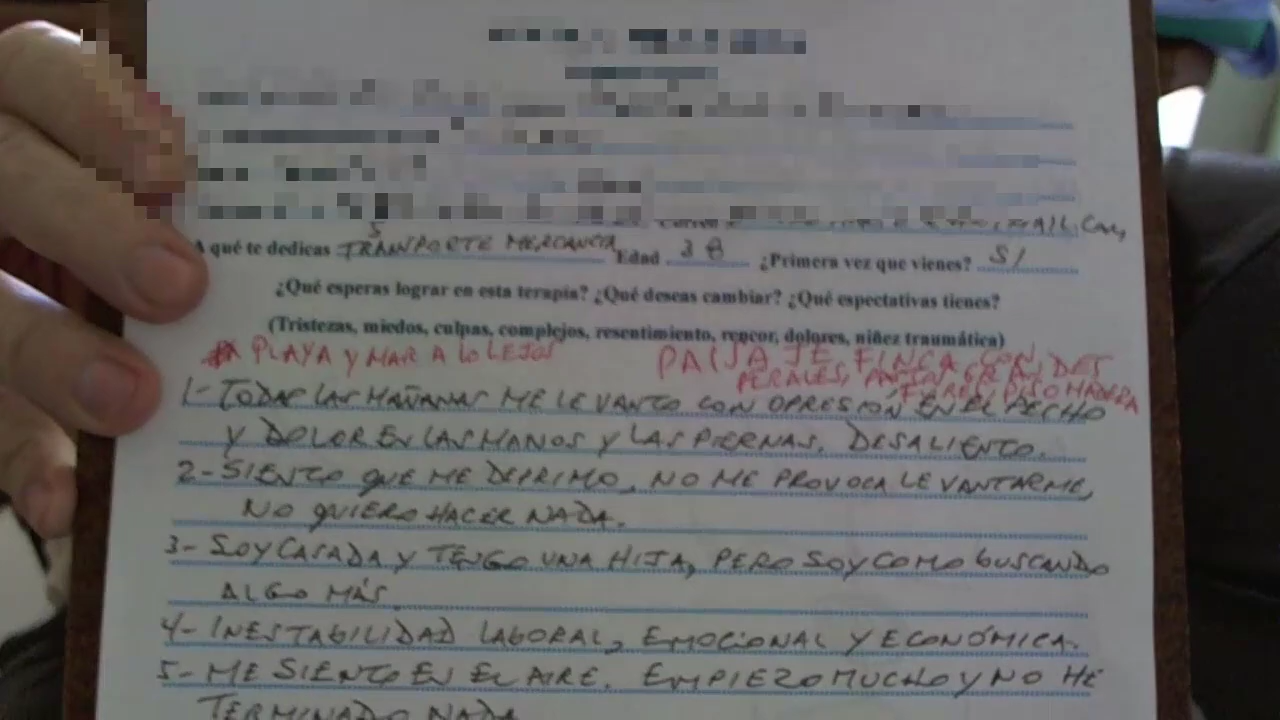 A qué te dedicas TRANSPORTE MERCANCIA Edad 38 ¿Primera vez que vienes? SI
¿Qué esperas lograr en esta terapia? ¿Qué deseas cambiar? ¿Qué expectativas tienes?
(Tristezas, miedos, culpas, complejos, resentimiento, rencor, dolores, niñez traumática)
PLAYA Y MAR A LO LEJOS
PAISAJE, FINCA CON
PISO MADERA
1- TODAS LAS MAÑANAS ME LEVANTO CON OPRESIÓN EN EL PECHO
Y DOLOR EN LAS MANOS Y LAS PIERNAS, DESALIENTO.
2- SIENTO QUE ME DEPRIMO, NO ME PROVOCA LEVANTARME,
NO QUIERO HACER NADA.
3- SOY CASADA Y TENGO UNA HIJA, PERO SOY COMO BUSCANDO
ALGO MÁS.
4- INESTABILIDAD LABORAL, EMOCIONAL Y ECONÓMICA.
5- ME SIENTO EN EL AIRE. EMPIEZO MUCHO Y NO HE
TERMINADO NADA